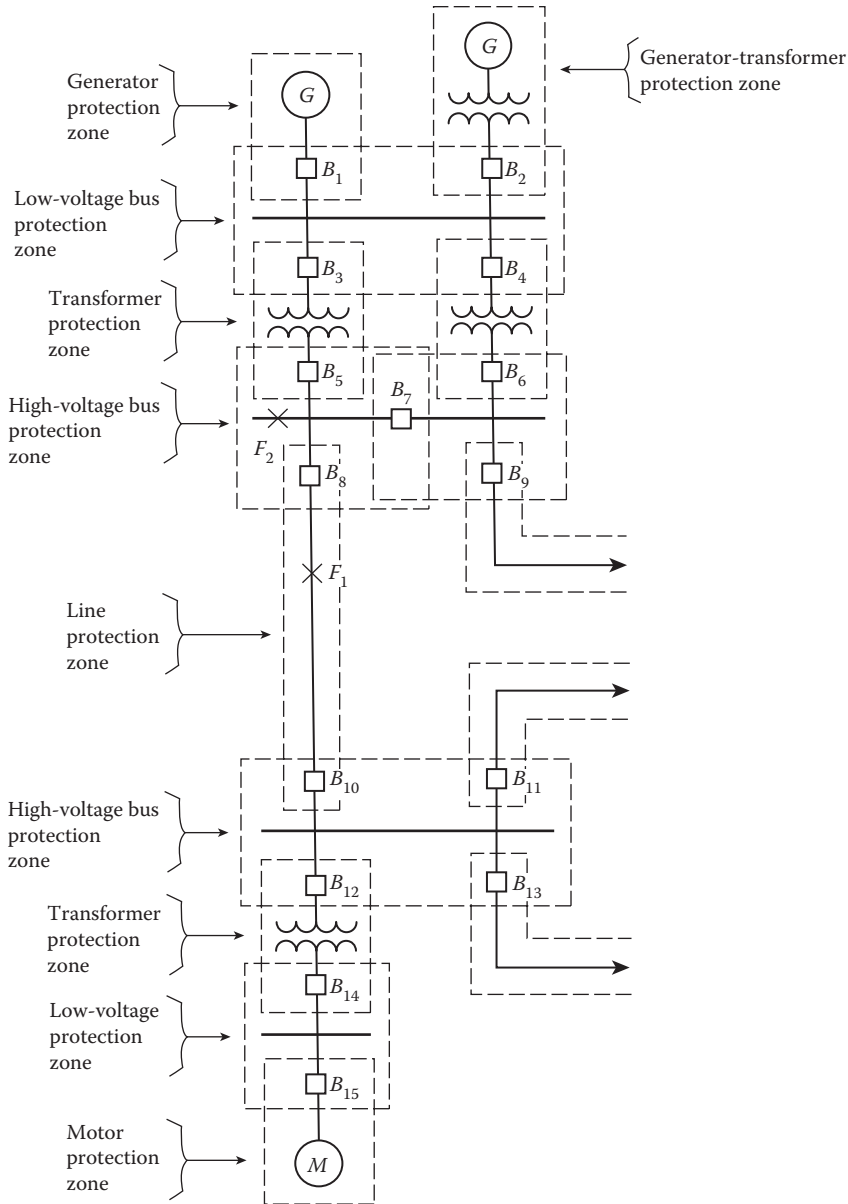 G
Generator-transformer
protection zone
Generator
protection
zone
G
B1
B2
Low-voltage bus
protection
zone
B3
B4
Transformer
protection
zone
B5
B6
B7
High-voltage bus
protection
zone
F2
B8
B9
F1
Line
protection
zone
B10
B11
High-voltage bus
protection
zone
B12
B13
Transformer
protection
zone
B14
Low-voltage
protection
zone
B15
Motor
protection
zone
M